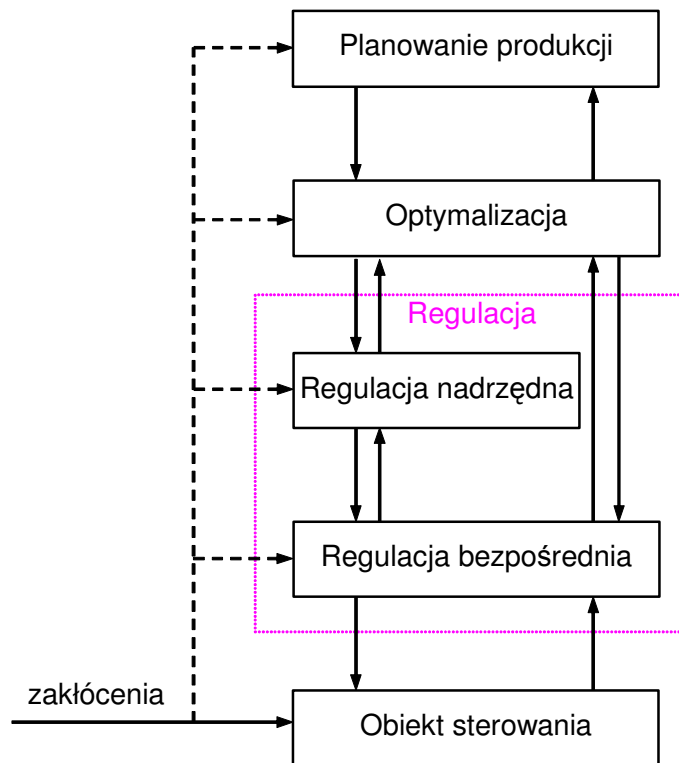 Planowanie produkcji
Optymalizacja
Regulacja
Regulacja nadrzędna
Regulacja bezpośrednia
zakłócenia
Obiekt sterowania